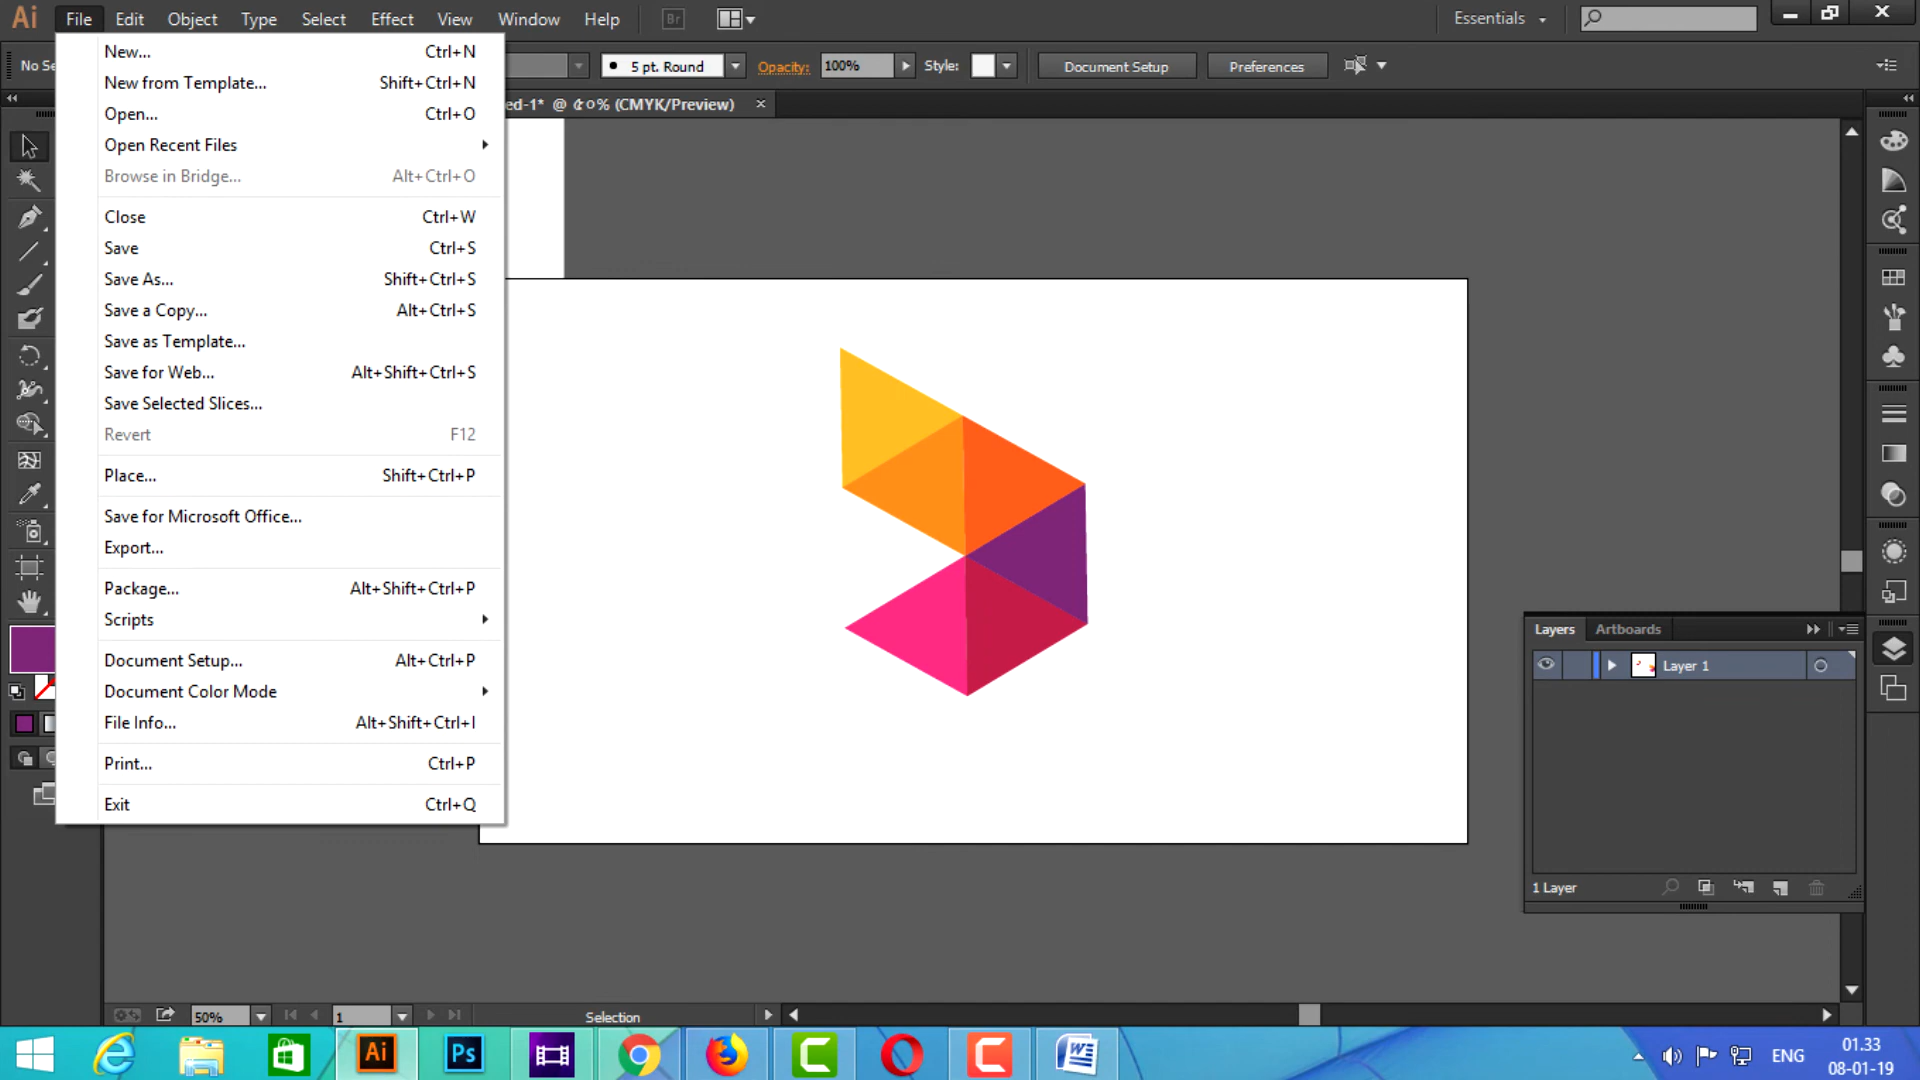 Ai File Edit Object Type Select Effect View Window Help Br Essentials
5 pt. Round Opacity: 100% Style: Document Setup Preferences
ed-1* @ ၎၀% (CMYK/Preview)
New... Ctrl+N
New from Template... Shift+Ctrl+N
Open... Ctrl+O
Open Recent Files
Browse in Bridge... Alt+Ctrl+O
Close Ctrl+W
Save Ctrl+S
Save As... Shift+Ctrl+S
Save a Copy... Alt+Ctrl+S
Save as Template...
Save for Web... Alt+Shift+Ctrl+S
Save Selected Slices...
Revert F12
Place... Shift+Ctrl+P
Save for Microsoft Office...
Export...
Package... Alt+Shift+Ctrl+P
Scripts
Document Setup... Alt+Ctrl+P
Document Color Mode
File Info... Alt+Shift+Ctrl+I
Print... Ctrl+P
Exit Ctrl+Q
Layers Artboards
Layer 1
1 Layer
50% 1 Selection
Ai Ps ENG 01.33
08-01-19